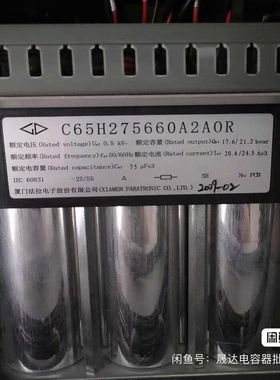 C65H275660A2A0R
额定电压(Rated voltage)Un 0.5 kV~ 额定容量(Rated output)Qn 17.6/21.2 kvar
额定频率(Rated frequency)fn 50/60Hz 额定电流(Rated current)In 20.4/24.5 A×3
额定电容量(Rated capacitance)Cn 75 μF×3
IEC 60831 -25/55 △ SH No PCB
厦门法拉电子股份有限公司(XIAMEN FARATRONIC CO.,LTD.)
2009-02
闲鱼号:晟达电容器批